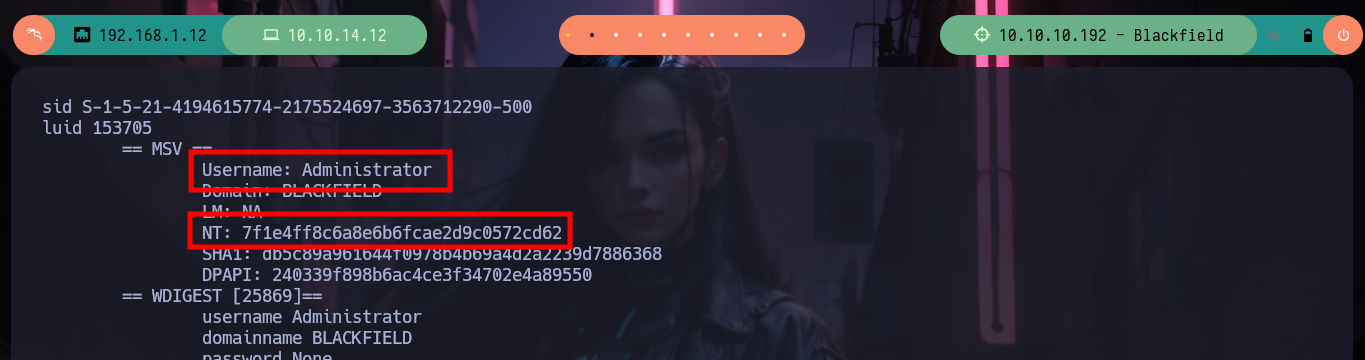 192.168.1.12 10.10.14.12 10.10.10.192 - Blackfield
sid S-1-5-21-4194615774-2175524697-3563712290-500
luid 153705
== MSV ==
Username: Administrator
Domain: BLACKFIELD
LM: NA
NT: 7f1e4ff8c6a8e6b6fcae2d9c0572cd62
SHA1: db5c89a961644f0978b4b69a4d2a2239d7886368
DPAPI: 240339f898b6ac4ce3f34702e4a89550
== WDIGEST [25869]==
username Administrator
domainname BLACKFIELD
password None